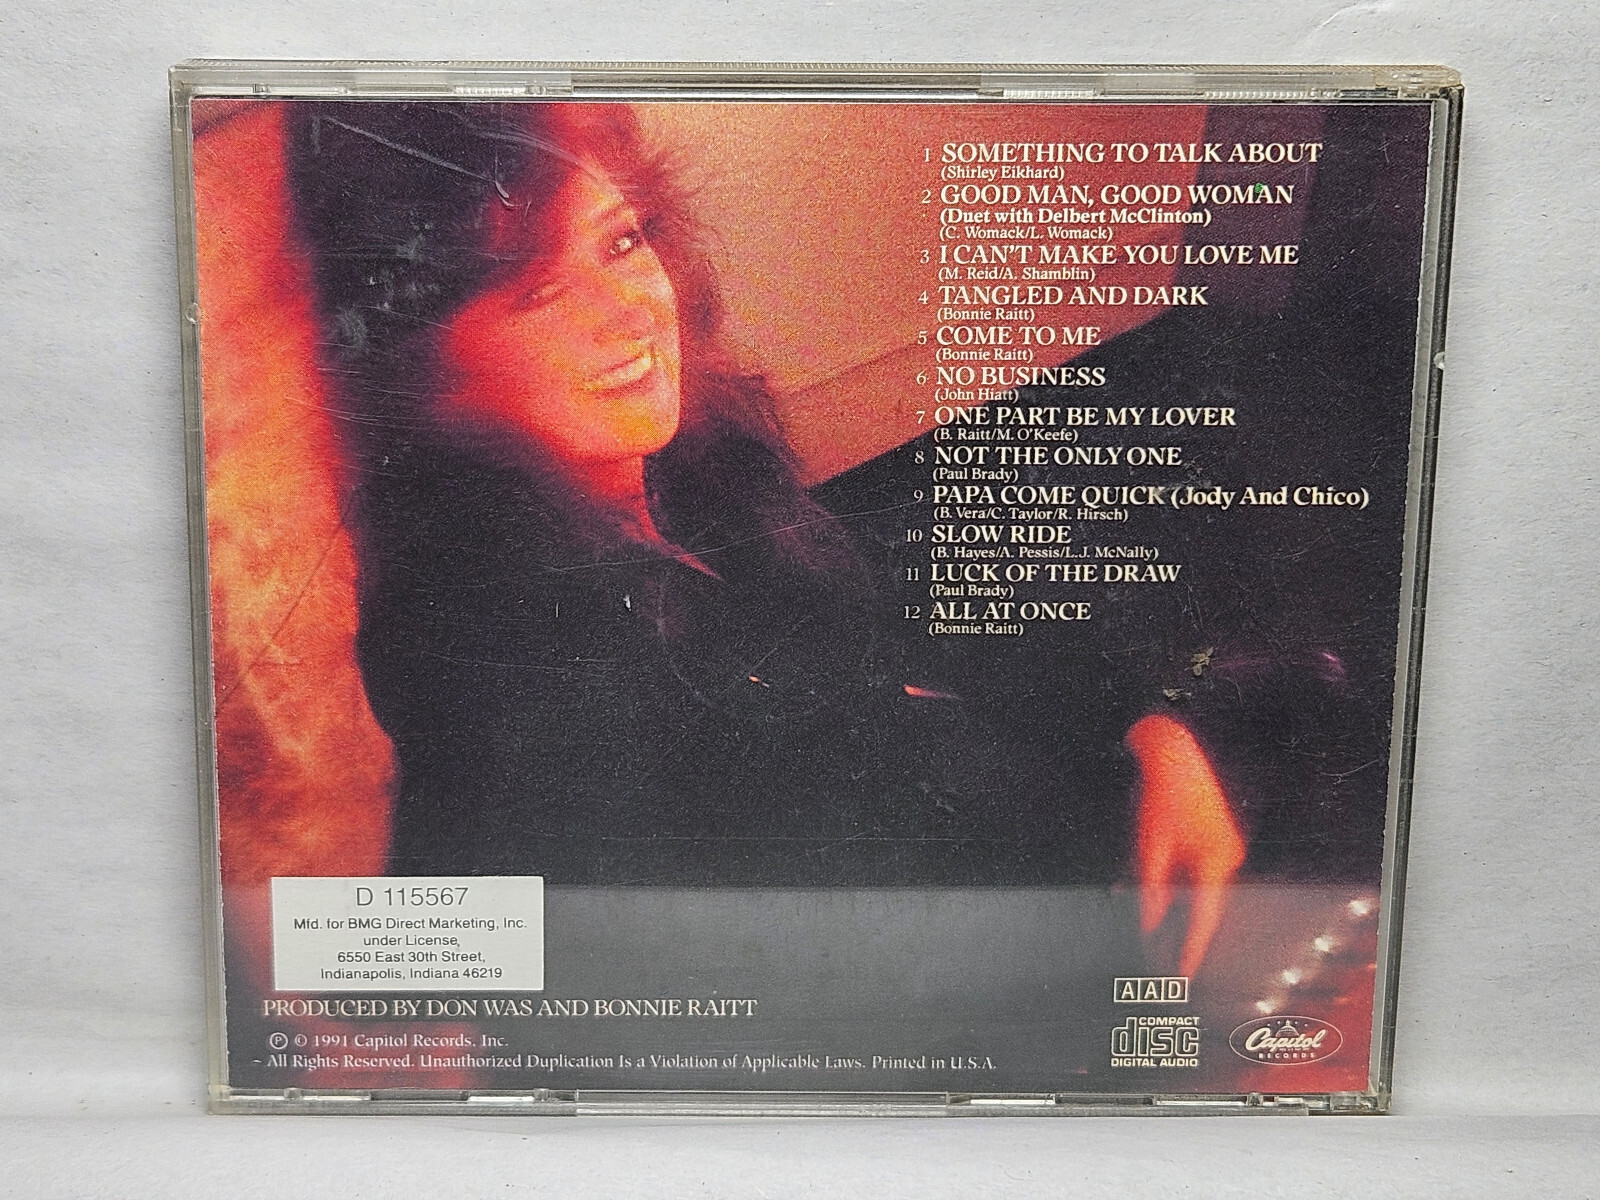 1 SOMETHING TO TALK ABOUT
(Shirley Eikhard)
2 GOOD MAN, GOOD WOMAN
(Duet with Delbert McClinton)
(C. Womack/L. Womack)
3 I CAN'T MAKE YOU LOVE ME
(M. Reid/A. Shamblin)
4 TANGLED AND DARK
(Bonnie Raitt)
5 COME TO ME
(Bonnie Raitt)
6 NO BUSINESS
(John Hiatt)
7 ONE PART BE MY LOVER
(B. Raitt/M. O'Keefe)
8 NOT THE ONLY ONE
(Paul Brady)
9 PAPA COME QUICK (Jody And Chico)
(B. Vera/C. Taylor/R. Hirsch)
10 SLOW RIDE
(B. Hayes/A. Pessis/L.J. McNally)
11 LUCK OF THE DRAW
(Paul Brady)
12 ALL AT ONCE
(Bonnie Raitt)
D 115567
Mfd. for BMG Direct Marketing, Inc.
under License,
6550 East 30th Street,
Indianapolis, Indiana 46219
PRODUCED BY DON WAS AND BONNIE RAITT
℗ © 1991 Capitol Records. Inc.
All Rights Reserved. Unauthorized Duplication Is a Violation of Applicable Laws. Printed in U.S.A.
AAD
COMPACT
disc
DIGITAL AUDIO
Capitol
RECORDS